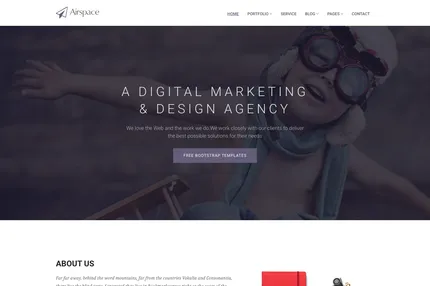 Airspace
HOME PORTFOLIO SERVICE BLOG PAGES CONTACT
A DIGITAL MARKETING
& DESIGN AGENCY
We love the Web and the work we do.We work closely with our clients to deliver
the best possible solutions for their needs
FREE BOOTSTRAP TEMPLATES
ABOUT US
Far far away, behind the word mountains, far from the countries Vokalia and Consonantia,